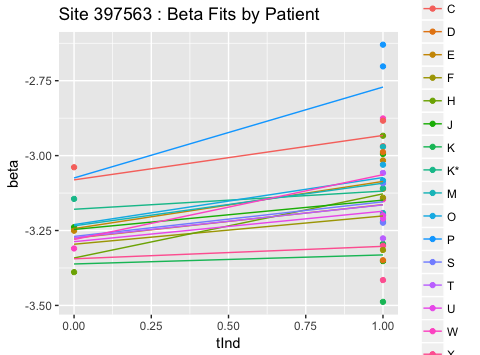 Site 397563 : Beta Fits by Patient
-2.75
-3.00
-3.25
-3.50
beta
0.00 0.25 0.50 0.75 1.00
tInd
C
D
E
F
H
J
K
K*
M
O
P
S
T
U
W